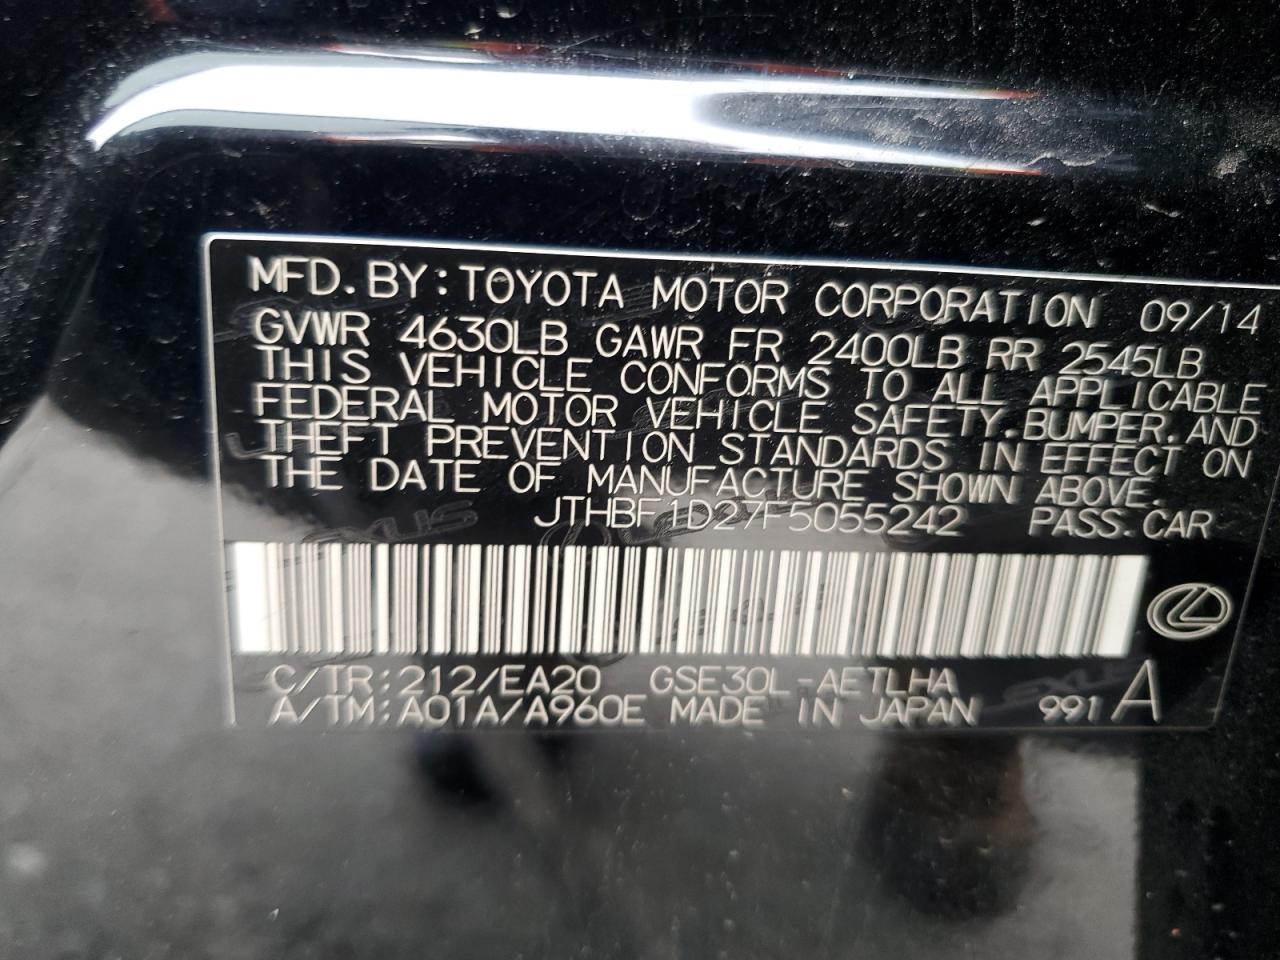 MFD. BY: TOYOTA MOTOR CORPORATION 09/14
GVWR 4630LB GAWR FR 2400LB RR 2545LB
THIS VEHICLE CONFORMS TO ALL APPLICABLE
FEDERAL MOTOR VEHICLE SAFETY, BUMPER, AND
THEFT PREVENTION STANDARDS IN EFFECT ON
THE DATE OF MANUFACTURE SHOWN ABOVE.
JTHBF1D27F5055242 PASS. CAR
C/TR: 212/EA20 GSE30L-AETLHA
A/TM: A01A/A960E MADE IN JAPAN 991 A